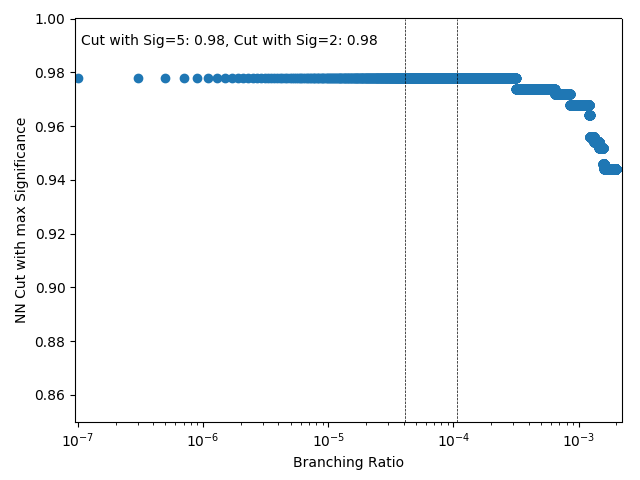 Cut with Sig=5: 0.98, Cut with Sig=2: 0.98
NN Cut with max Significance
1.00
0.98
0.96
0.94
0.92
0.90
0.88
0.86
10⁻⁷ 10⁻⁶ 10⁻⁵ 10⁻⁴ 10⁻³
Branching Ratio